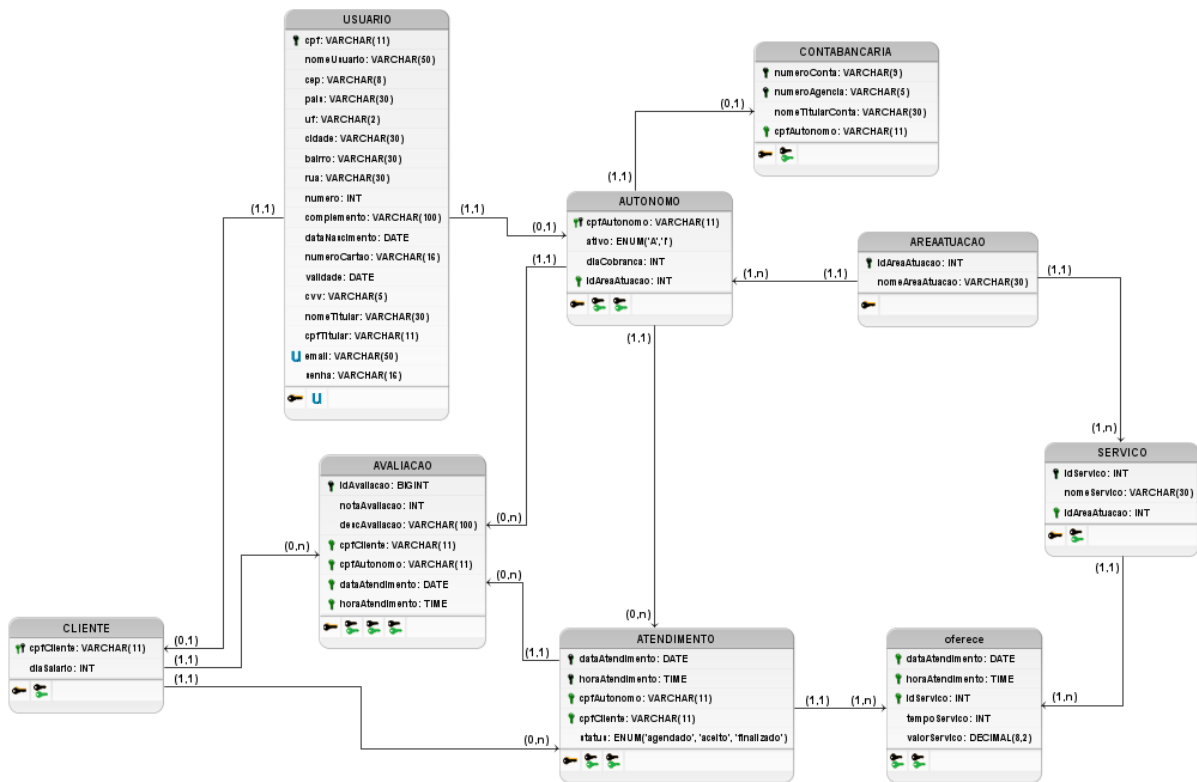 USUARIO
cpf: VARCHAR(11)
nomeUsuario: VARCHAR(50)
cep: VARCHAR(8)
pais: VARCHAR(30)
uf: VARCHAR(2)
cidade: VARCHAR(30)
bairro: VARCHAR(30)
rua: VARCHAR(30)
numero: INT
complemento: VARCHAR(100)
dataNascimento: DATE
numeroCartao: VARCHAR(16)
validade: DATE
cvv: VARCHAR(5)
nomeTitular: VARCHAR(30)
cpfTitular: VARCHAR(11)
U email: VARCHAR(50)
senha: VARCHAR(16)
U
(1,1)
(1,1)
CONTABANCARIA
numeroConta: VARCHAR(9)
numeroAgencia: VARCHAR(5)
nomeTitularConta: VARCHAR(30)
cpfAutonomo: VARCHAR(11)
(0,1)
(1,1)
AUTONOMO
cpfAutonomo: VARCHAR(11)
ativo: ENUM('A','I')
diaCobranca: INT
idAreaAtuacao: INT
(0,1)
(1,1)
(1,n)
(1,1)
(1,1)
AREAATUACAO
idAreaAtuacao: INT
nomeAreaAtuacao: VARCHAR(30)
(1,1)
(1,n)
SERVICO
idServico: INT
nomeServico: VARCHAR(30)
idAreaAtuacao: INT
(1,1)
AVALIACAO
idAvaliacao: BIGINT
notaAvaliacao: INT
descAvaliacao: VARCHAR(100)
cpfCliente: VARCHAR(11)
cpfAutonomo: VARCHAR(11)
dataAtendimento: DATE
horaAtendimento: TIME
(0,n)
(0,n)
(0,n)
CLIENTE
cpfCliente: VARCHAR(11)
diaSalario: INT
(0,1)
(1,1)
(1,1)
(0,n)
(0,n)
(1,1)
ATENDIMENTO
dataAtendimento: DATE
horaAtendimento: TIME
cpfAutonomo: VARCHAR(11)
cpfCliente: VARCHAR(11)
status: ENUM('agendado', 'aceito', 'finalizado')
(1,1)
(1,n)
oferece
dataAtendimento: DATE
horaAtendimento: TIME
idServico: INT
tempoServico: INT
valorServico: DECIMAL(8,2)
(1,n)